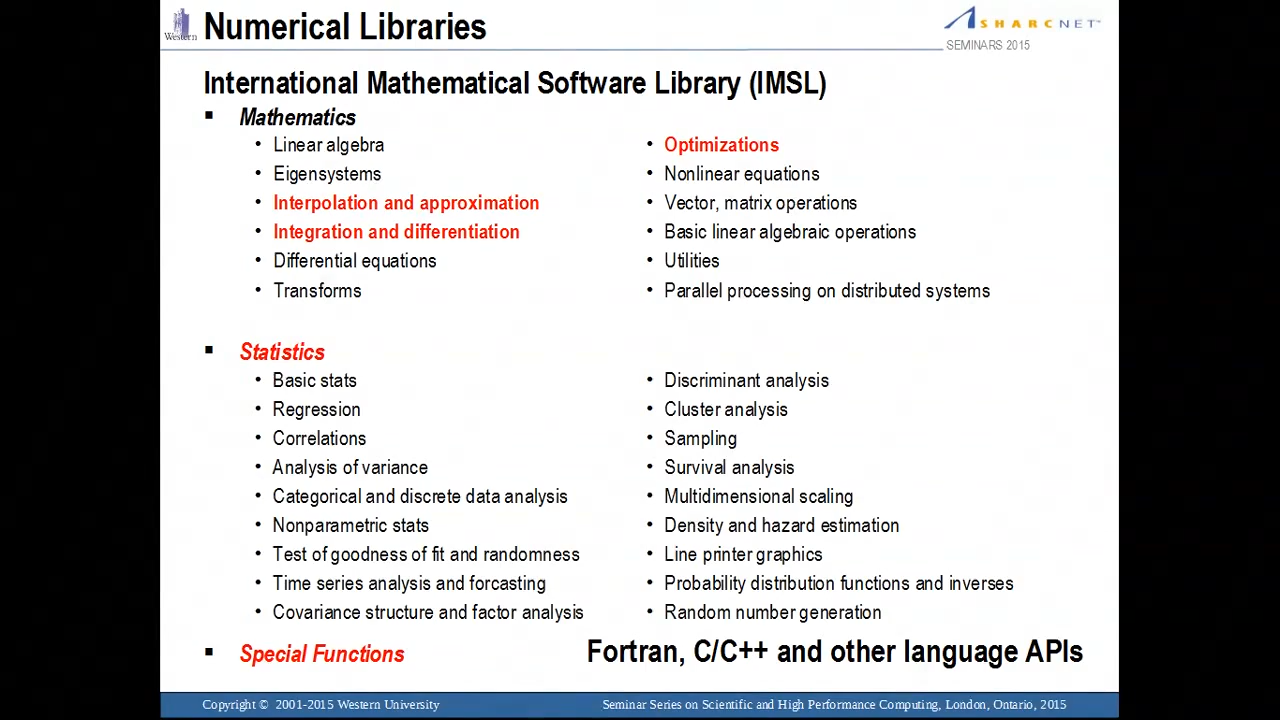 Western
Numerical Libraries
SHARCNET™
SEMINARS 2015
International Mathematical Software Library (IMSL)
Mathematics
Linear algebra
Eigensystems
Interpolation and approximation
Integration and differentiation
Differential equations
Transforms
Optimizations
Nonlinear equations
Vector, matrix operations
Basic linear algebraic operations
Utilities
Parallel processing on distributed systems
Statistics
Basic stats
Regression
Correlations
Analysis of variance
Categorical and discrete data analysis
Nonparametric stats
Test of goodness of fit and randomness
Time series analysis and forcasting
Covariance structure and factor analysis
Discriminant analysis
Cluster analysis
Sampling
Survival analysis
Multidimensional scaling
Density and hazard estimation
Line printer graphics
Probability distribution functions and inverses
Random number generation
Special Functions
Fortran, C/C++ and other language APIs
Copyright © 2001-2015 Western University
Seminar Series on Scientific and High Performance Computing, London, Ontario, 2015